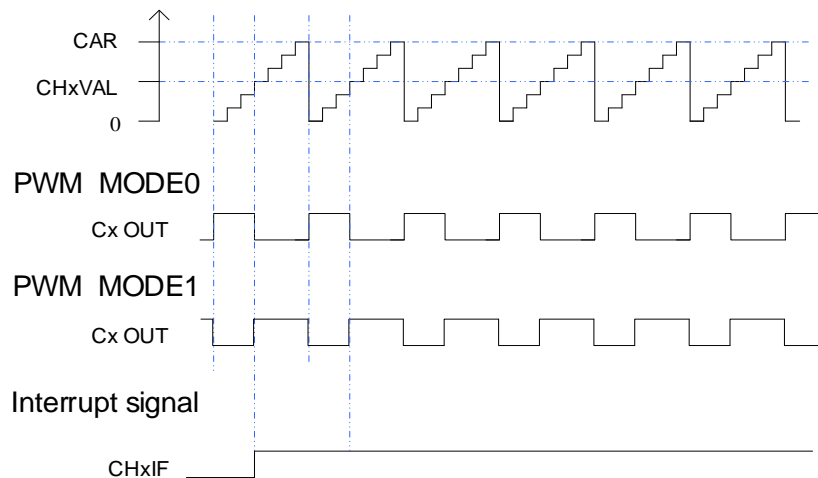 CAR
CHxVAL
0
PWM MODE0
Cx OUT
PWM MODE1
Cx OUT
Interrupt signal
CHxIF